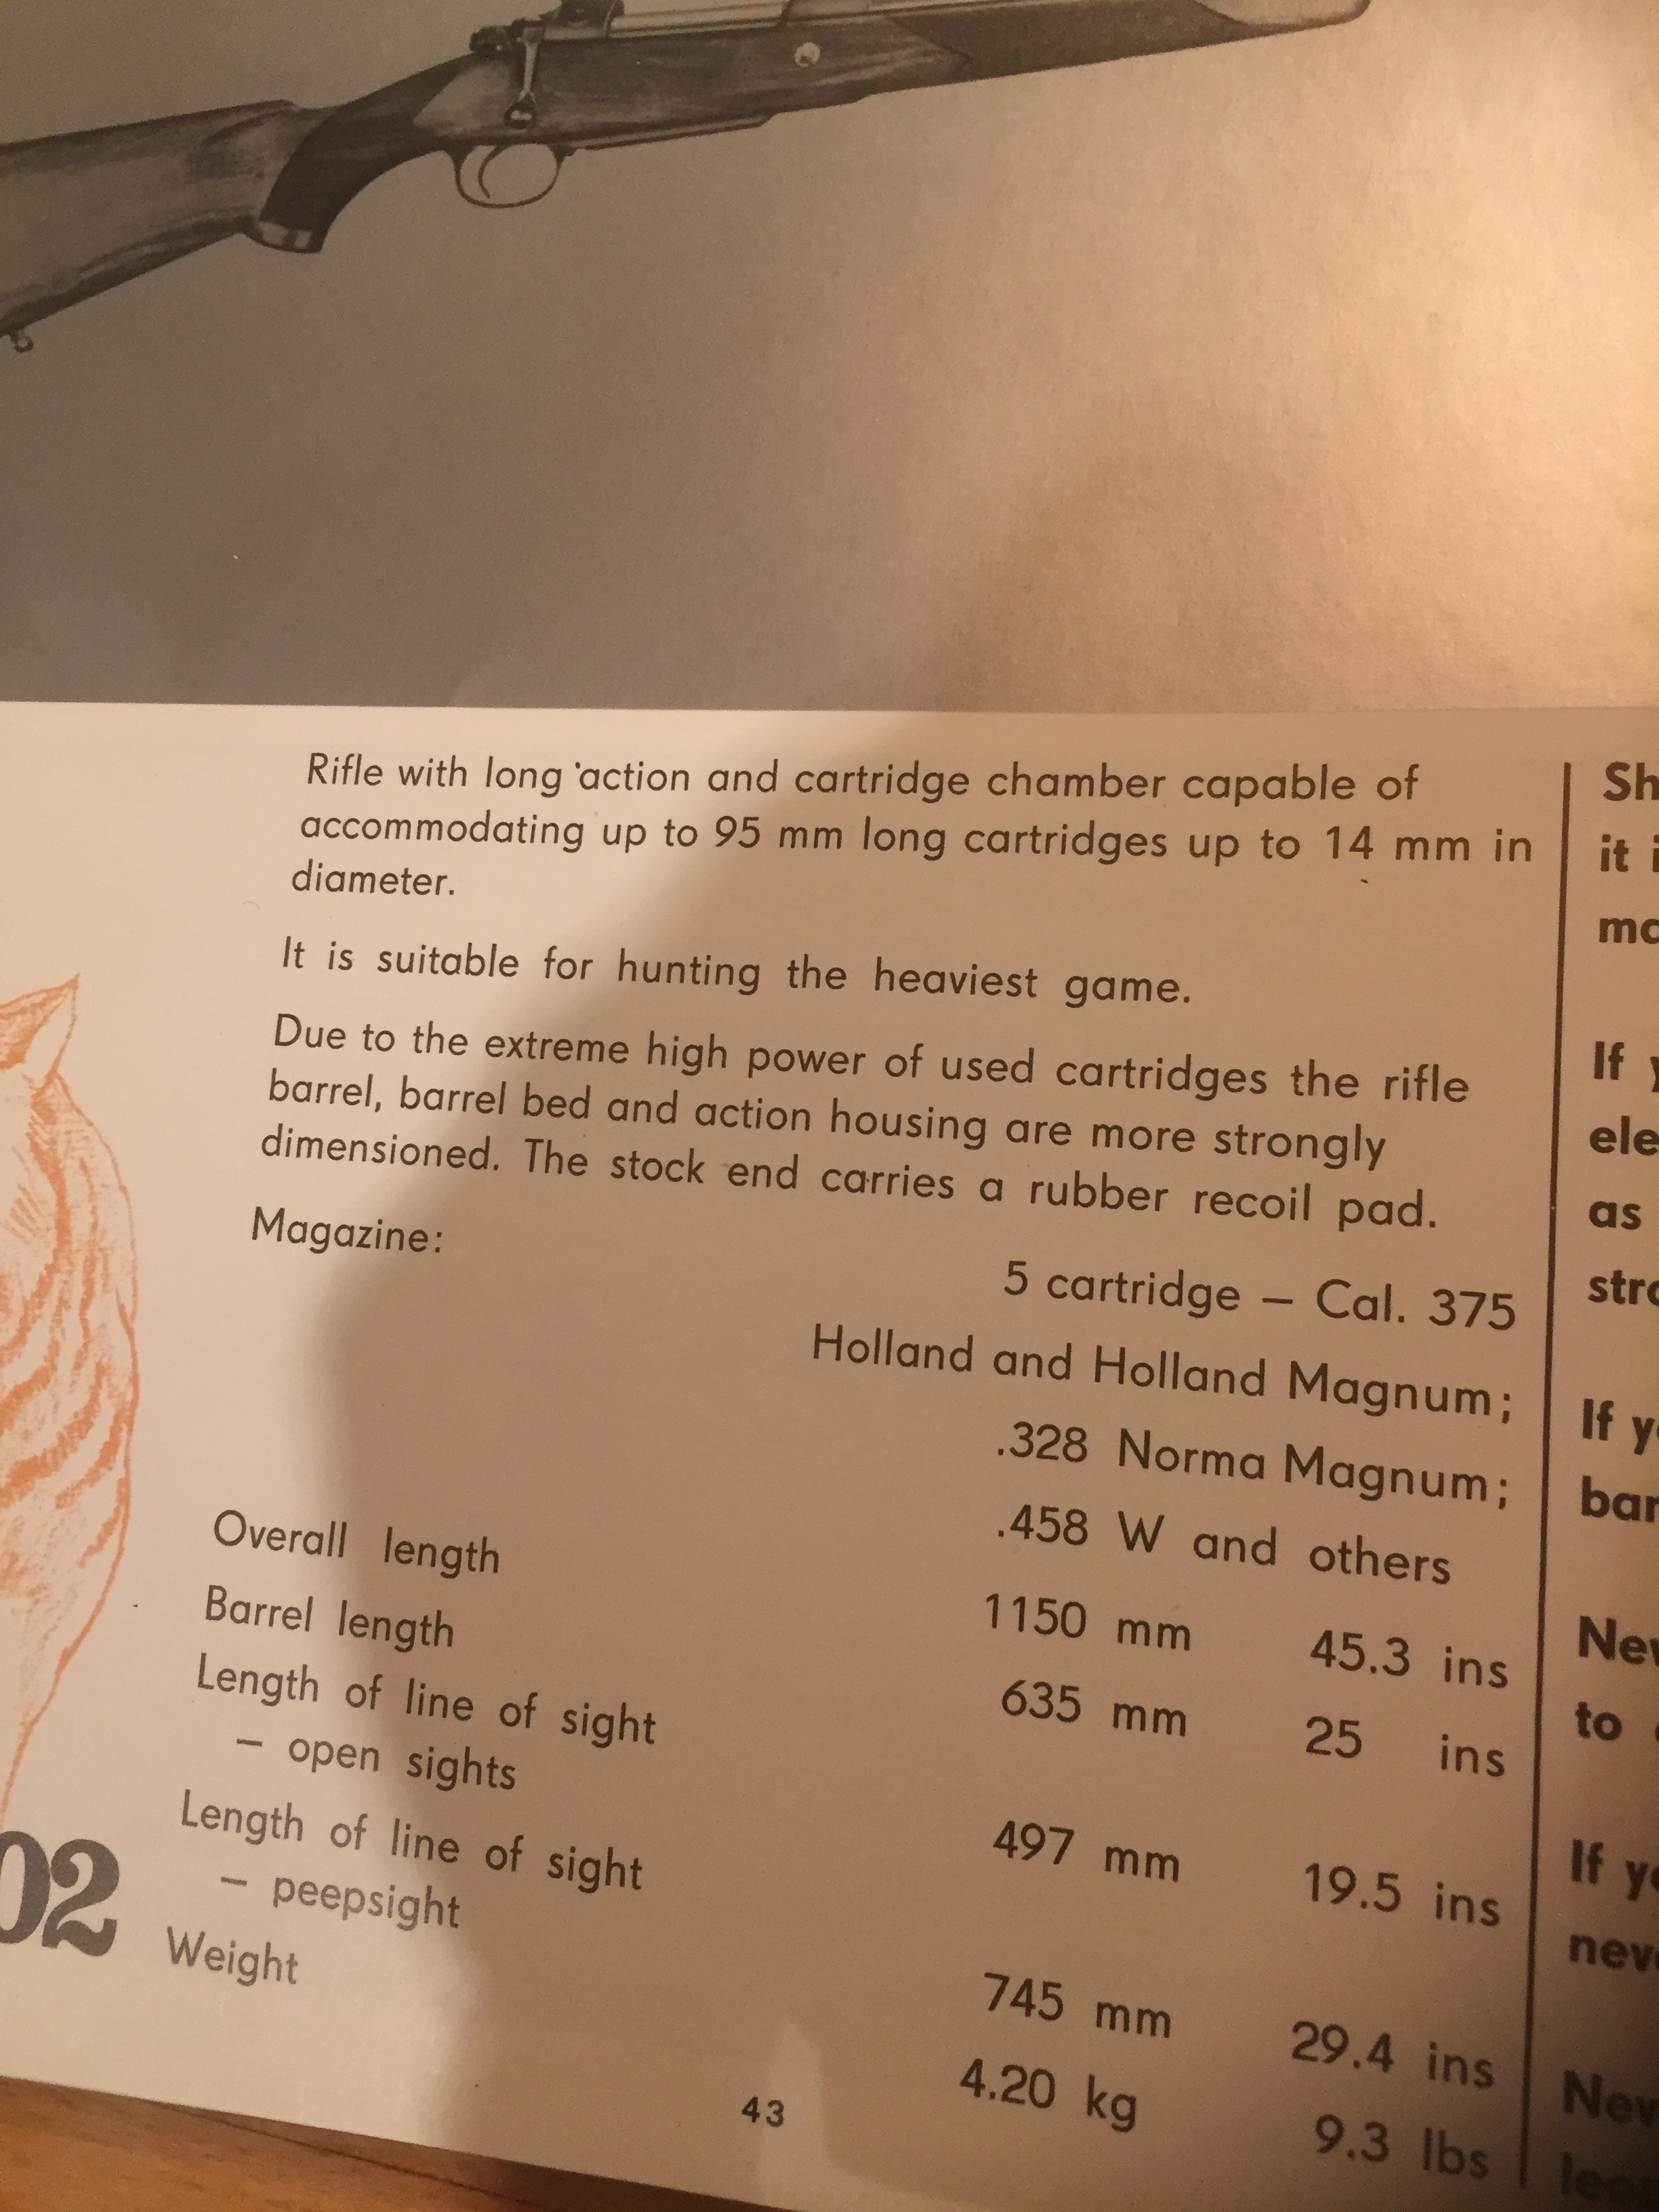 Rifle with long action and cartridge chamber capable of
accommodating up to 95 mm long cartridges up to 14 mm in
diameter.
It is suitable for hunting the heaviest game.
Due to the extreme high power of used cartridges the rifle
barrel, barrel bed and action housing are more strongly
dimensioned. The stock end carries a rubber recoil pad.
Magazine:
5 cartridge – Cal. 375
Holland and Holland Magnum;
.328 Norma Magnum;
.458 W and others
Overall length 1150 mm 45.3 ins
Barrel length 635 mm 25 ins
Length of line of sight
– open sights 497 mm 19.5 ins
Length of line of sight
– peepsight 745 mm 29.4 ins
Weight 4.20 kg 9.3 lbs
02
43
Sh
it i
If
ele
as
If
bar
to
If